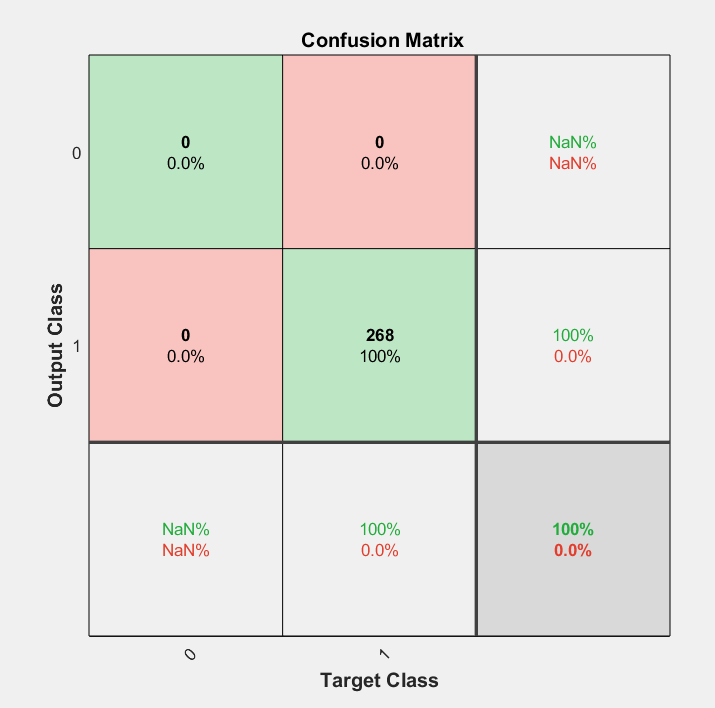 Confusion Matrix
0
0
0.0%
0
0.0%
NaN%
NaN%
1
0
0.0%
268
100%
100%
0.0%
NaN%
NaN%
100%
0.0%
100%
0.0%
0
1
Target Class
Output Class